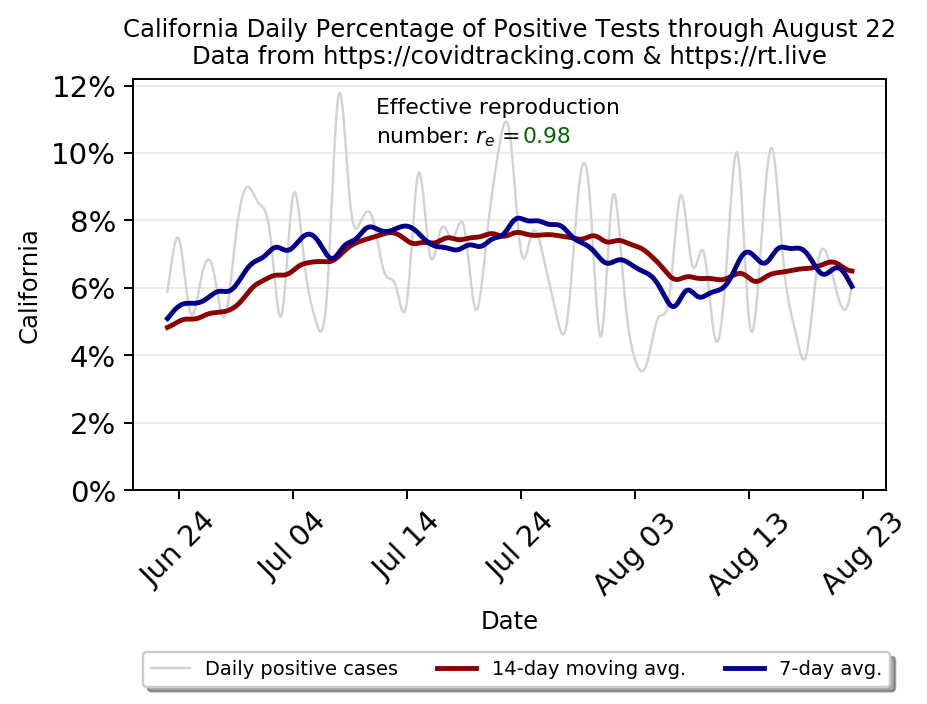 California Daily Percentage of Positive Tests through August 22
Data from https://covidtracking.com & https://rt.live
12%
Effective reproduction
number: rₑ = 0.98
10%
8%
6%
4%
2%
0%
California
Jun 24
Jul 04
Jul 14
Jul 24
Aug 03
Aug 13
Aug 23
Date
Daily positive cases
14-day moving avg.
7-day avg.